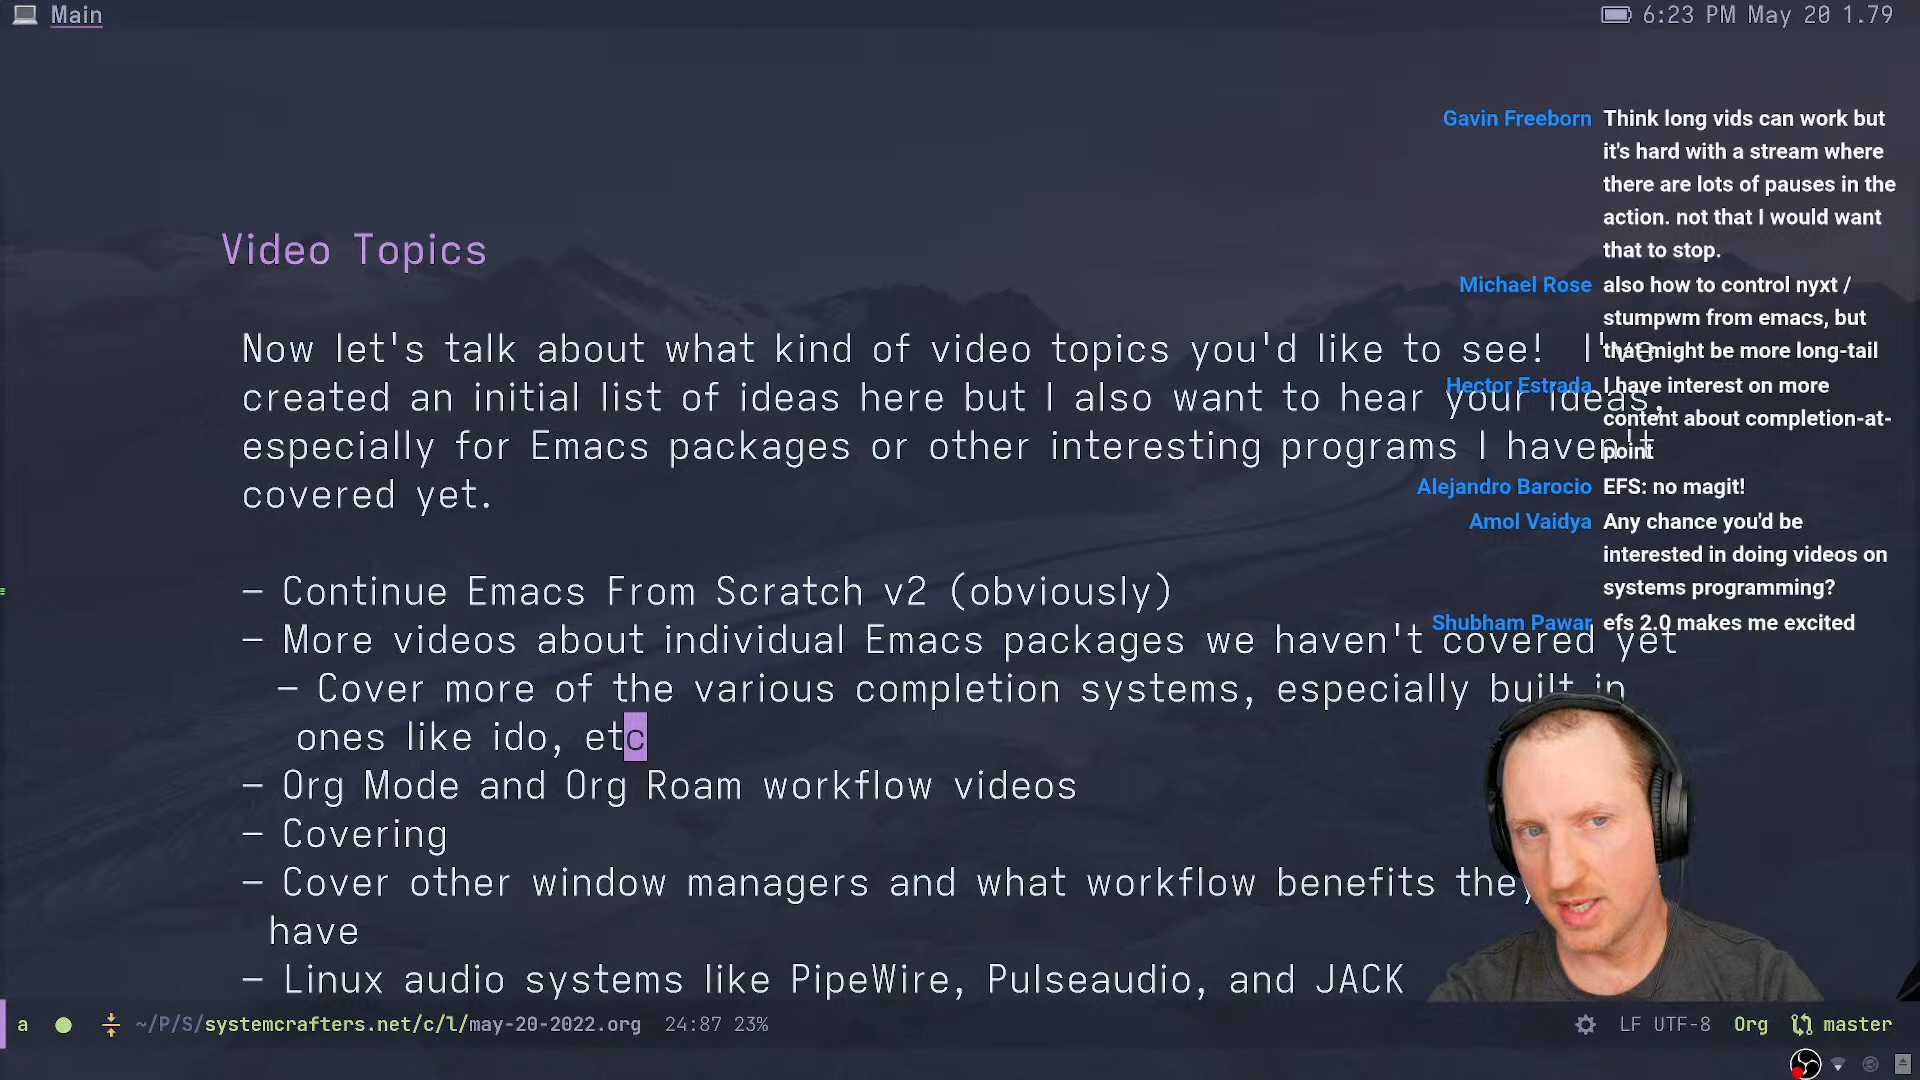 Main
6:23 PM May 20 1.79
Video Topics
Now let's talk about what kind of video topics you'd like to see!  I've
created an initial list of ideas here but I also want to hear your ideas,
especially for Emacs packages or other interesting programs I haven't
covered yet.
– Continue Emacs From Scratch v2 (obviously)
– More videos about individual Emacs packages we haven't covered yet
– Cover more of the various completion systems, especially built in
ones like ido, etc
– Org Mode and Org Roam workflow videos
– Covering
– Cover other window managers and what workflow benefits they
have
– Linux audio systems like PipeWire, Pulseaudio, and JACK
Gavin Freeborn Think long vids can work but
it's hard with a stream where
there are lots of pauses in the
action. not that I would want
that to stop.
Michael Rose also how to control nyxt /
stumpwm from emacs, but
that might be more long-tail
Hector Estrada I have interest on more
content about completion-at-
point
Alejandro Barocio EFS: no magit!
Amol Vaidya Any chance you'd be
interested in doing videos on
systems programming?
Shubham Pawar efs 2.0 makes me excited
a ~/P/S/systemcrafters.net/c/l/may-20-2022.org 24:87 23%
LF UTF-8 Org master